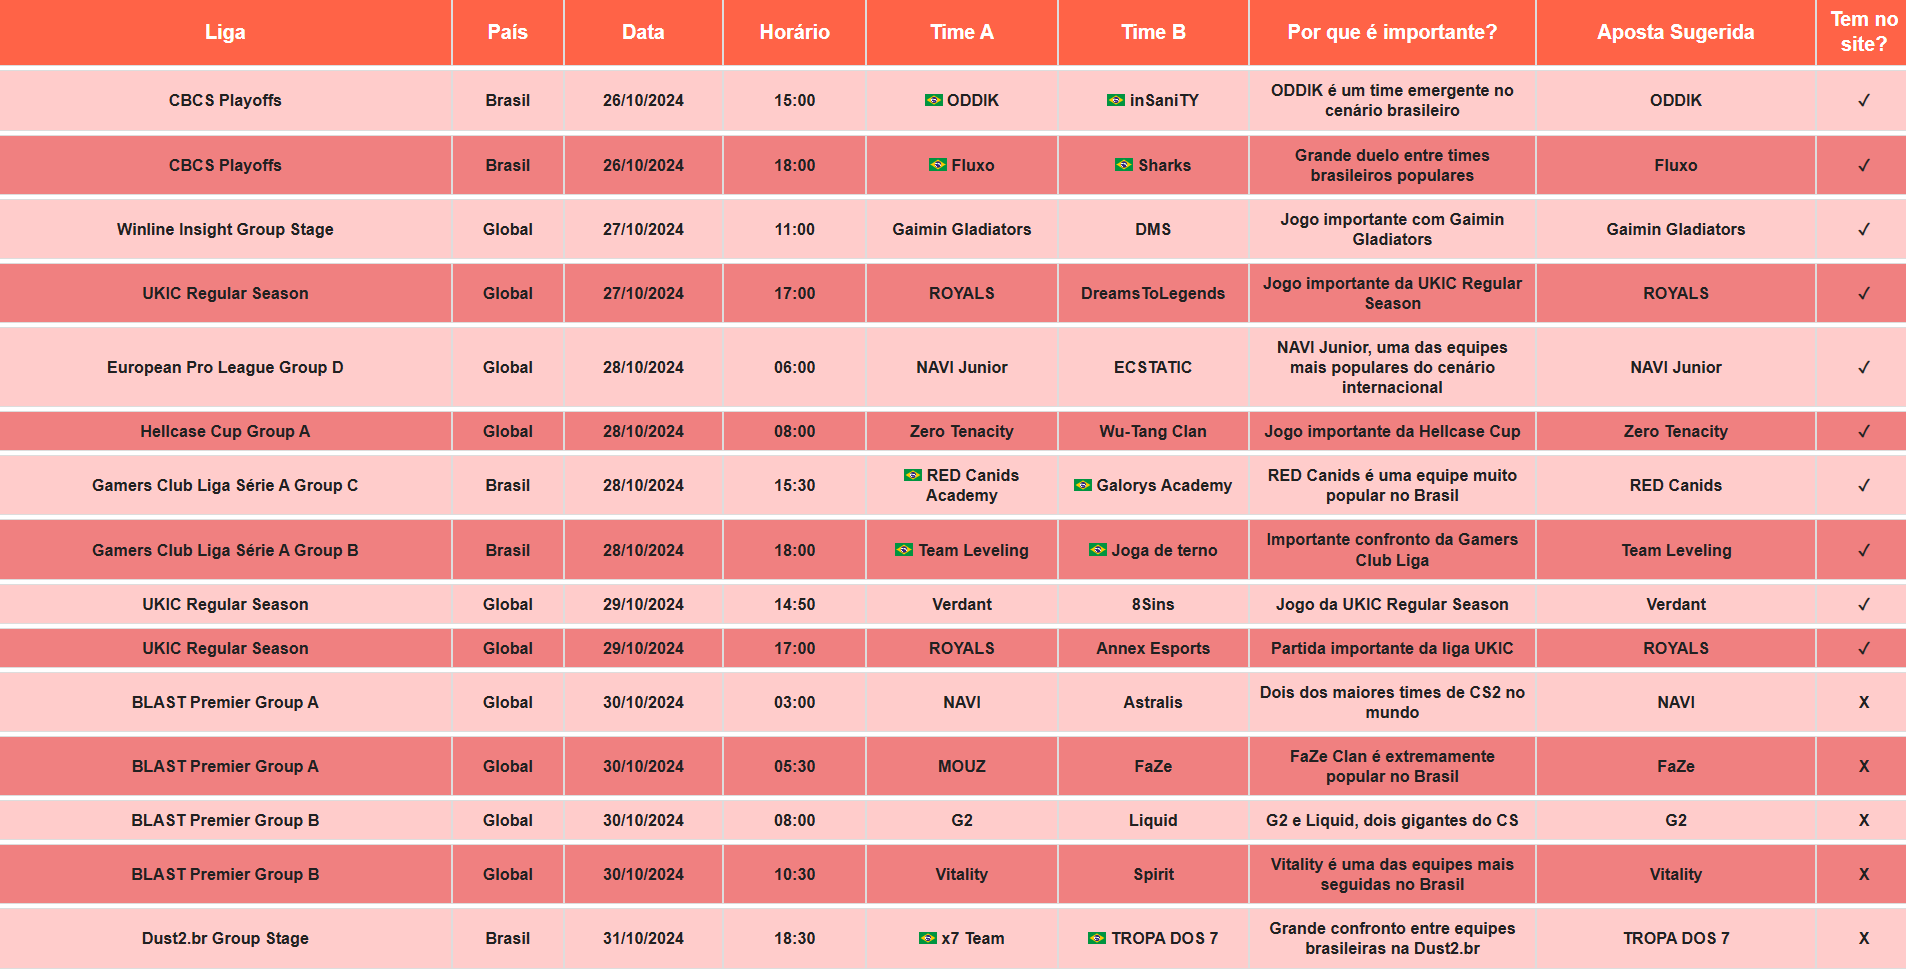 Liga País Data Horário Time A Time B Por que é importante? Aposta Sugerida Tem no
site?
CBCS Playoffs Brasil 26/10/2024 15:00 ODDIK inSaniTY ODDIK é um time emergente no
cenário brasileiro ODDIK ✓
CBCS Playoffs Brasil 26/10/2024 18:00 Fluxo Sharks Grande duelo entre times
brasileiros populares Fluxo ✓
Winline Insight Group Stage Global 27/10/2024 11:00 Gaimin Gladiators DMS Jogo importante com Gaimin
Gladiators Gaimin Gladiators ✓
UKIC Regular Season Global 27/10/2024 17:00 ROYALS DreamsToLegends Jogo importante da UKIC Regular
Season ROYALS ✓
European Pro League Group D Global 28/10/2024 06:00 NAVI Junior ECSTATIC NAVI Junior, uma das equipes
mais populares do cenário
internacional NAVI Junior ✓
Hellcase Cup Group A Global 28/10/2024 08:00 Zero Tenacity Wu-Tang Clan Jogo importante da Hellcase Cup Zero Tenacity ✓
Gamers Club Liga Série A Group C Brasil 28/10/2024 15:30 RED Canids
Academy Galorys Academy RED Canids é uma equipe muito
popular no Brasil RED Canids ✓
Gamers Club Liga Série A Group B Brasil 28/10/2024 18:00 Team Leveling Joga de terno Importante confronto da Gamers
Club Liga Team Leveling ✓
UKIC Regular Season Global 29/10/2024 14:50 Verdant 8Sins Jogo da UKIC Regular Season Verdant ✓
UKIC Regular Season Global 29/10/2024 17:00 ROYALS Annex Esports Partida importante da liga UKIC ROYALS ✓
BLAST Premier Group A Global 30/10/2024 03:00 NAVI Astralis Dois dos maiores times de CS2 no
mundo NAVI X
BLAST Premier Group A Global 30/10/2024 05:30 MOUZ FaZe FaZe Clan é extremamente
popular no Brasil FaZe X
BLAST Premier Group B Global 30/10/2024 08:00 G2 Liquid G2 e Liquid, dois gigantes do CS G2 X
BLAST Premier Group B Global 30/10/2024 10:30 Vitality Spirit Vitality é uma das equipes mais
seguidas no Brasil Vitality X
Dust2.br Group Stage Brasil 31/10/2024 18:30 x7 Team TROPA DOS 7 Grande confronto entre equipes
brasileiras na Dust2.br TROPA DOS 7 X